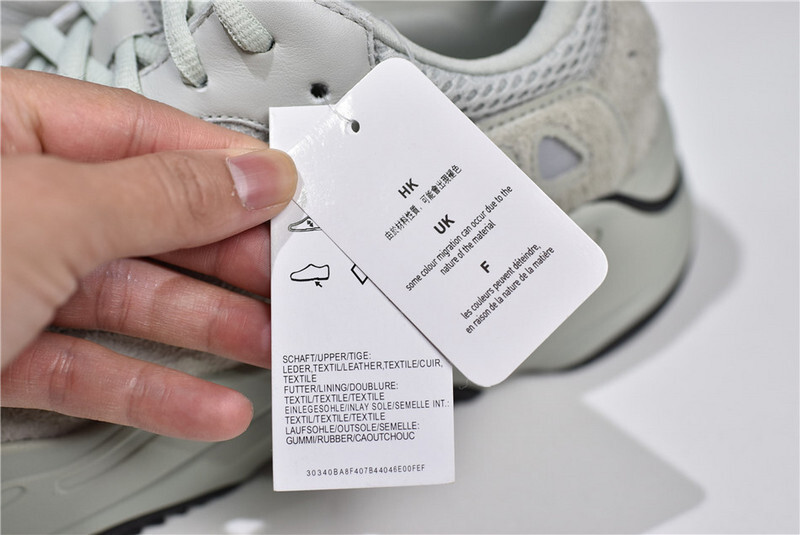 HK
由於材料性質，可能會出現褪色
UK
some colour migration can occur due to the
nature of the material
F
les couleurs peuvent déteindre,
en raison de la nature de la matière
SCHAFT/UPPER/TIGE:
LEDER,TEXTIL/LEATHER,TEXTILE/CUIR,
TEXTILE
FUTTER/LINING/DOUBLURE:
TEXTIL/TEXTILE/TEXTILE
EINLEGESOHLE/INLAY SOLE/SEMELLE INT.:
TEXTIL/TEXTILE/TEXTILE
LAUFSOHLE/OUTSOLE/SEMELLE:
GUMMI/RUBBER/CAOUTCHOUC
30340BA8F407B44046E00FEF